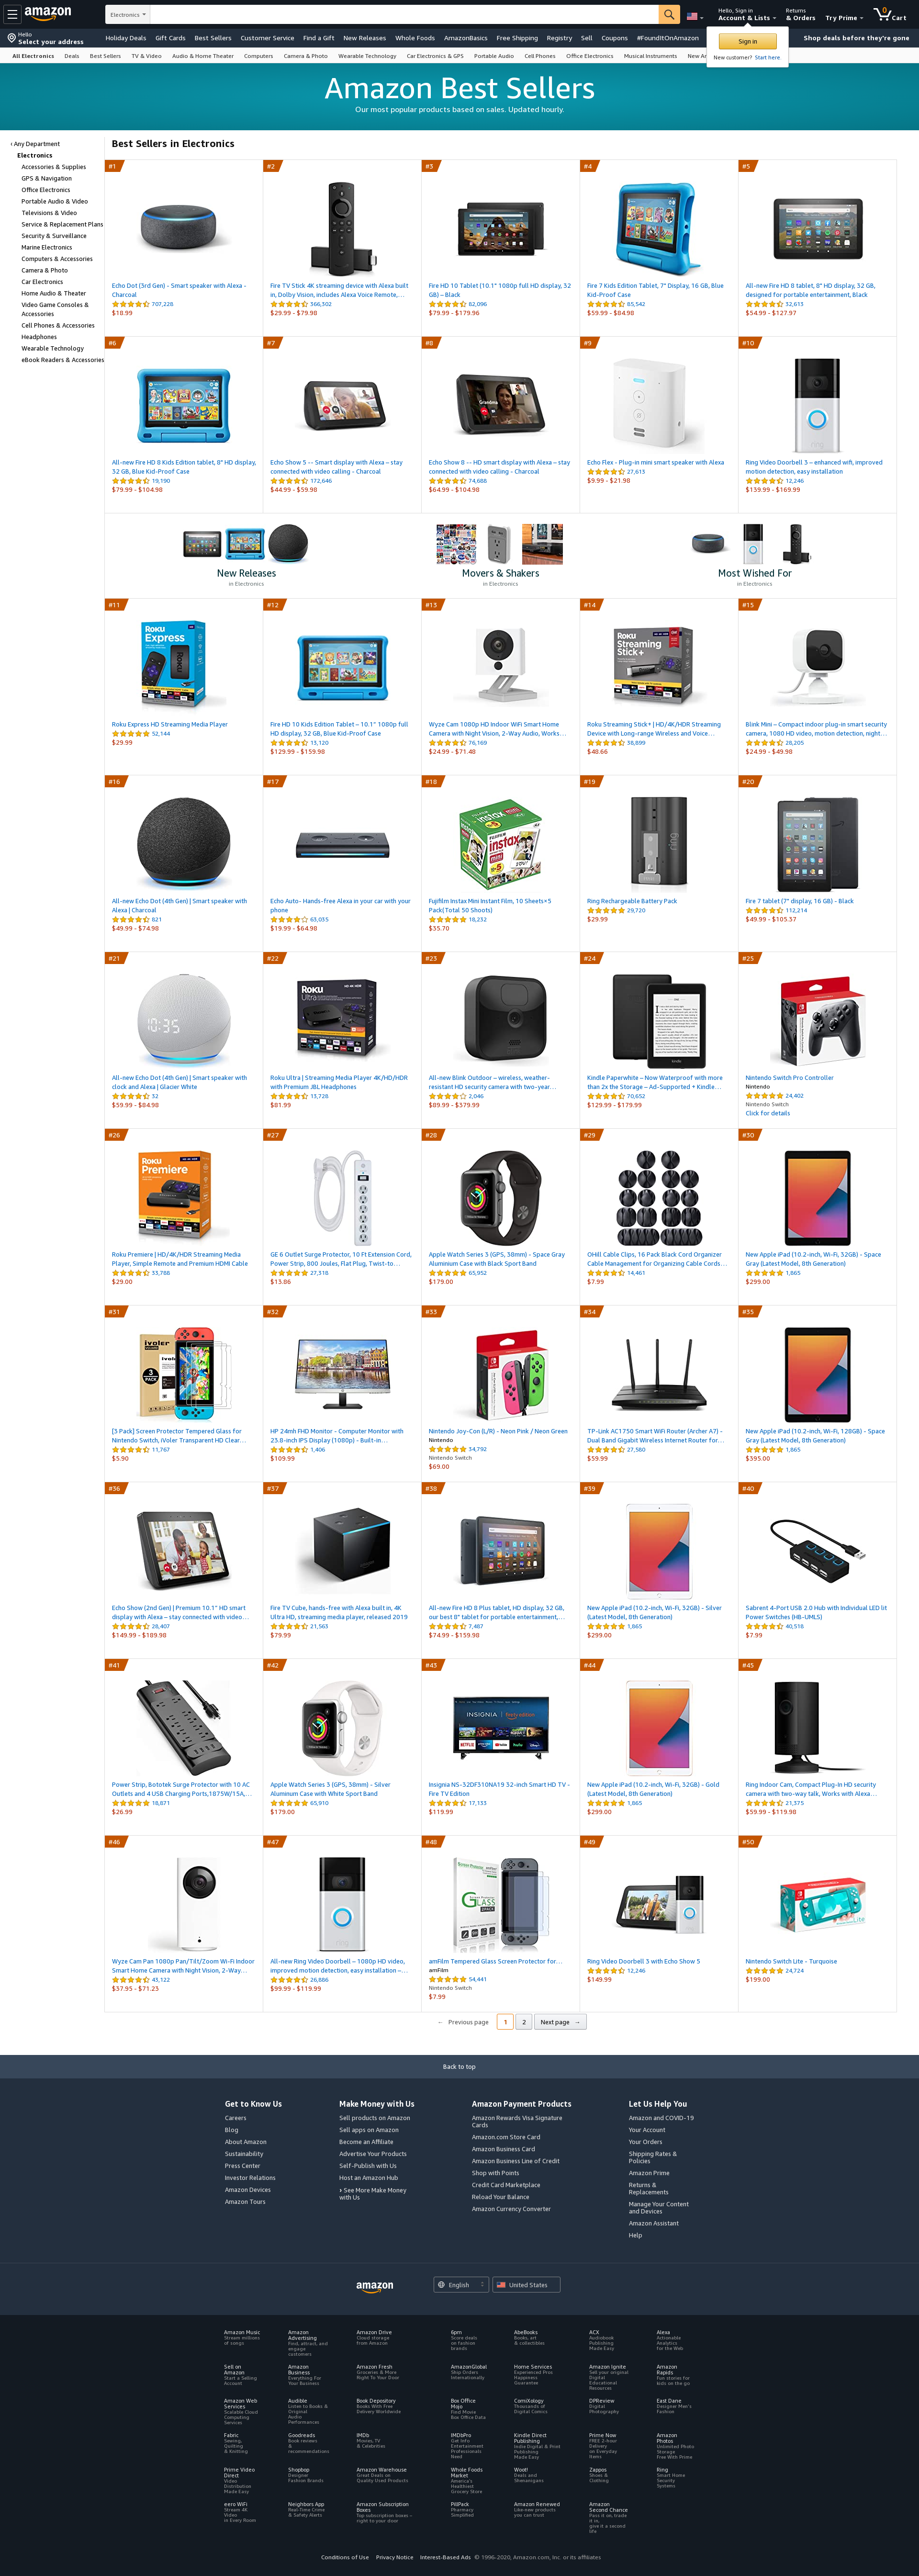 amazon
Electronics
Hello, Sign in
Account & Lists
Returns
& Orders
Try Prime
0
Cart
Hello
Select your address
Holiday Deals
Gift Cards
Best Sellers
Customer Service
Find a Gift
New Releases
Whole Foods
AmazonBasics
Free Shipping
Registry
Sell
Coupons
#FoundItOnAmazon
Shop deals before they're gone
Sign in
New customer? Start here.
All Electronics
Deals
Best Sellers
TV & Video
Audio & Home Theater
Computers
Camera & Photo
Wearable Technology
Car Electronics & GPS
Portable Audio
Cell Phones
Office Electronics
Musical Instruments
Amazon Best Sellers
Our most popular products based on sales. Updated hourly.
‹ Any Department
Electronics
Accessories & Supplies
GPS & Navigation
Office Electronics
Portable Audio & Video
Televisions & Video
Service & Replacement Plans
Security & Surveillance
Marine Electronics
Computers & Accessories
Camera & Photo
Car Electronics
Home Audio & Theater
Video Game Consoles &
Accessories
Cell Phones & Accessories
Headphones
Wearable Technology
eBook Readers & Accessories
Best Sellers in Electronics
#1
Echo Dot (3rd Gen) - Smart speaker with Alexa -
Charcoal
707,228
$18.99
#2
Fire TV Stick 4K streaming device with Alexa built
in, Dolby Vision, includes Alexa Voice Remote,…
366,302
$29.99 - $79.98
#3
Fire HD 10 Tablet (10.1" 1080p full HD display, 32
GB) – Black
82,096
$79.99 - $179.96
#4
Fire 7 Kids Edition Tablet, 7" Display, 16 GB, Blue
Kid-Proof Case
85,542
$59.99 - $84.98
#5
All-new Fire HD 8 tablet, 8" HD display, 32 GB,
designed for portable entertainment, Black
32,613
$54.99 - $127.97
#6
All-new Fire HD 8 Kids Edition tablet, 8" HD display,
32 GB, Blue Kid-Proof Case
19,190
$79.99 - $104.98
#7
Echo Show 5 -- Smart display with Alexa – stay
connected with video calling - Charcoal
172,646
$44.99 - $59.98
#8
Grandma
Echo Show 8 -- HD smart display with Alexa – stay
connected with video calling - Charcoal
74,688
$64.99 - $104.98
#9
Echo Flex - Plug-in mini smart speaker with Alexa
27,615
$9.99 - $21.98
#10
ring
Ring Video Doorbell 3 – enhanced wifi, improved
motion detection, easy installation
12,246
$139.99 - $169.99
New Releases
in Electronics
Movers & Shakers
in Electronics
Most Wished For
in Electronics
#11
Roku
Express
Roku Express HD Streaming Media Player
52,144
$29.99
#12
Fire HD 10 Kids Edition Tablet – 10.1" 1080p full
HD display, 32 GB, Blue Kid-Proof Case
13,120
$129.99 - $159.98
#13
Wyze Cam 1080p HD Indoor WiFi Smart Home
Camera with Night Vision, 2-Way Audio, Works…
76,169
$24.99 - $71.48
#14
Roku
Streaming
Stick+
Roku Streaming Stick+ | HD/4K/HDR Streaming
Device with Long-range Wireless and Voice…
38,899
$48.66
#15
Blink Mini – Compact indoor plug-in smart security
camera, 1080 HD video, motion detection, night…
28,205
$24.99 - $49.98
#16
All-new Echo Dot (4th Gen) | Smart speaker with
Alexa | Charcoal
821
$49.99 - $74.98
#17
Echo Auto- Hands-free Alexa in your car with your
phone
63,035
$19.99 - $64.98
#18
FUJIFILM
instax
mini
Fujifilm Instax Mini Instant Film, 10 Sheets×5
Pack(Total 50 Shoots)
18,232
$35.70
#19
ring
Ring Rechargeable Battery Pack
29,720
$29.99
#20
Fire 7 tablet (7" display, 16 GB) - Black
112,214
$49.99 - $105.37
#21
10:35
All-new Echo Dot (4th Gen) | Smart speaker with
clock and Alexa | Glacier White
32
$59.99 - $84.98
#22
Roku
Ultra
Roku Ultra | Streaming Media Player 4K/HD/HDR
with Premium JBL Headphones
13,728
$81.99
#23
All-new Blink Outdoor – wireless, weather-
resistant HD security camera with two-year…
2,046
$89.99 - $379.99
#24
Kindle Paperwhite – Now Waterproof with more
than 2x the Storage – Ad-Supported + Kindle…
70,652
$129.99 - $179.99
#25
Nintendo Switch Pro Controller
Nintendo
24,402
Nintendo Switch
Click for details
#26
Roku
Premiere
Roku Premiere | HD/4K/HDR Streaming Media
Player, Simple Remote and Premium HDMI Cable
33,788
$29.00
#27
GE 6 Outlet Surge Protector, 10 Ft Extension Cord,
Power Strip, 800 Joules, Flat Plug, Twist-to…
27,318
$13.86
#28
Apple Watch Series 3 (GPS, 38mm) - Space Gray
Aluminium Case with Black Sport Band
65,952
$179.00
#29
OHill Cable Clips, 16 Pack Black Cord Organizer
Cable Management for Organizing Cable Cords…
14,461
$7.99
#30
New Apple iPad (10.2-inch, Wi-Fi, 32GB) - Space
Gray (Latest Model, 8th Generation)
1,865
$299.00
#31
ivoler
3
PACK
[3 Pack] Screen Protector Tempered Glass for
Nintendo Switch, iVoler Transparent HD Clear…
11,767
$5.90
#32
HP 24mh FHD Monitor - Computer Monitor with
23.8-inch IPS Display (1080p) - Built-in…
1,406
$109.99
#33
Nintendo Joy-Con (L/R) - Neon Pink / Neon Green
Nintendo
34,792
Nintendo Switch
$69.00
#34
TP-Link AC1750 Smart WiFi Router (Archer A7) -
Dual Band Gigabit Wireless Internet Router for…
27,580
$59.99
#35
New Apple iPad (10.2-inch, Wi-Fi, 128GB) - Space
Gray (Latest Model, 8th Generation)
1,865
$395.00
#36
Echo Show (2nd Gen) | Premium 10.1" HD smart
display with Alexa – stay connected with video…
28,407
$149.99 - $189.98
#37
Fire TV Cube, hands-free with Alexa built in, 4K
Ultra HD, streaming media player, released 2019
21,563
$79.99
#38
All-new Fire HD 8 Plus tablet, HD display, 32 GB,
our best 8" tablet for portable entertainment,…
7,487
$74.99 - $159.98
#39
New Apple iPad (10.2-inch, Wi-Fi, 32GB) - Silver
(Latest Model, 8th Generation)
1,865
$299.00
#40
Sabrent 4-Port USB 2.0 Hub with Individual LED lit
Power Switches (HB-UMLS)
40,518
$7.99
#41
Power Strip, Bototek Surge Protector with 10 AC
Outlets and 4 USB Charging Ports,1875W/15A,…
18,871
$26.99
#42
Apple Watch Series 3 (GPS, 38mm) - Silver
Aluminum Case with White Sport Band
65,910
$179.00
#43
INSIGNIA
fire tv edition
Insignia NS-32DF310NA19 32-inch Smart HD TV -
Fire TV Edition
17,133
$119.99
#44
New Apple iPad (10.2-inch, Wi-Fi, 32GB) - Gold
(Latest Model, 8th Generation)
1,865
$299.00
#45
Ring Indoor Cam, Compact Plug-In HD security
camera with two-way talk, Works with Alexa…
21,375
$59.99 - $119.98
#46
Wyze Cam Pan 1080p Pan/Tilt/Zoom Wi-Fi Indoor
Smart Home Camera with Night Vision, 2-Way…
43,122
$37.95 - $71.23
#47
All-new Ring Video Doorbell – 1080p HD video,
improved motion detection, easy installation –…
26,886
$99.99 - $119.99
#48
GLASS
amFilm Tempered Glass Screen Protector for…
amFilm
54,441
Nintendo Switch
$7.99
#49
Ring Video Doorbell 3 with Echo Show 5
12,246
$149.99
#50
Nintendo Switch Lite - Turquoise
24,724
$199.00
← Previous page
1
2
Next page →
Back to top
Get to Know Us
Careers
Blog
About Amazon
Sustainability
Press Center
Investor Relations
Amazon Devices
Amazon Tours
Make Money with Us
Sell products on Amazon
Sell apps on Amazon
Become an Affiliate
Advertise Your Products
Self-Publish with Us
Host an Amazon Hub
› See More Make Money
with Us
Amazon Payment Products
Amazon Rewards Visa Signature
Cards
Amazon.com Store Card
Amazon Business Card
Amazon Business Line of Credit
Shop with Points
Credit Card Marketplace
Reload Your Balance
Amazon Currency Converter
Let Us Help You
Amazon and COVID-19
Your Account
Your Orders
Shipping Rates &
Policies
Amazon Prime
Returns &
Replacements
Manage Your Content
and Devices
Amazon Assistant
Help
amazon
English
United States
Amazon Music
Stream millions
of songs
Amazon
Advertising
Find, attract, and
engage
customers
Amazon Drive
Cloud storage
from Amazon
6pm
Score deals
on fashion
brands
AbeBooks
Books, art
& collectibles
ACX
Audiobook
Publishing
Made Easy
Alexa
Actionable
Analytics
for the Web
Sell on
Amazon
Start a Selling
Account
Amazon
Business
Everything For
Your Business
Amazon Fresh
Groceries & More
Right To Your Door
AmazonGlobal
Ship Orders
Internationally
Home Services
Experienced Pros
Happiness
Guarantee
Amazon Ignite
Sell your original
Digital
Educational
Resources
Amazon
Rapids
Fun stories for
kids on the go
Amazon Web
Services
Scalable Cloud
Computing
Services
Audible
Listen to Books &
Original
Audio
Performances
Book Depository
Books With Free
Delivery Worldwide
Box Office
Mojo
Find Movie
Box Office Data
ComiXology
Thousands of
Digital Comics
DPReview
Digital
Photography
East Dane
Designer Men's
Fashion
Fabric
Sewing,
Quilting
& Knitting
Goodreads
Book reviews
&
recommendations
IMDb
Movies, TV
& Celebrities
IMDbPro
Get Info
Entertainment
Professionals
Need
Kindle Direct
Publishing
Indie Digital & Print
Publishing
Made Easy
Prime Now
FREE 2-hour
Delivery
on Everyday
Items
Amazon
Photos
Unlimited Photo
Storage
Free With Prime
Prime Video
Direct
Video
Distribution
Made Easy
Shopbop
Designer
Fashion Brands
Amazon Warehouse
Great Deals on
Quality Used Products
Whole Foods
Market
America's
Healthiest
Grocery Store
Woot!
Deals and
Shenanigans
Zappos
Shoes &
Clothing
Ring
Smart Home
Security
Systems
eero WiFi
Stream 4K
Video
in Every Room
Neighbors App
Real-Time Crime
& Safety Alerts
Amazon Subscription
Boxes
Top subscription boxes –
right to your door
PillPack
Pharmacy
Simplified
Amazon Renewed
Like-new products
you can trust
Amazon
Second Chance
Pass it on, trade
it in,
give it a second
life
Conditions of Use
Privacy Notice
Interest-Based Ads
© 1996-2020, Amazon.com, Inc. or its affiliates